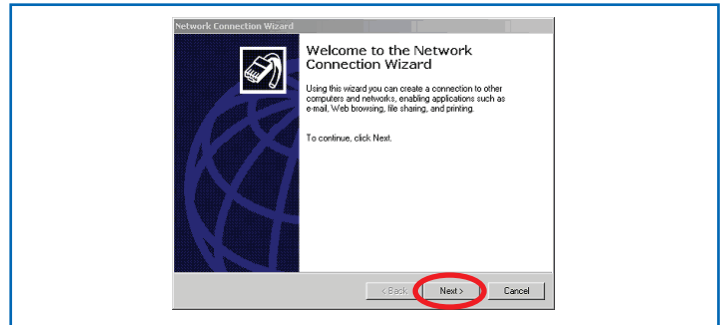 Network Connection Wizard
Welcome to the Network
Connection Wizard
Using this wizard you can create a connection to other
computers and networks, enabling applications such as
e-mail, Web browsing, file sharing, and printing.
To continue, click Next.
< Back
Next >
Cancel